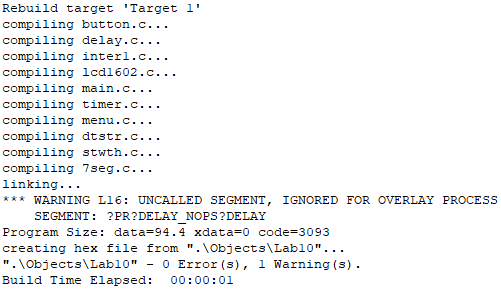 Rebuild target 'Target 1'
compiling button.c...
compiling delay.c...
compiling inter1.c...
compiling lcd1602.c...
compiling main.c...
compiling timer.c...
compiling menu.c...
compiling dtstr.c...
compiling stwth.c...
compiling 7seg.c...
linking...
*** WARNING L16: UNCALLED SEGMENT, IGNORED FOR OVERLAY PROCESS
    SEGMENT: ?PR?DELAY_NOPS?DELAY
Program Size: data=94.4 xdata=0 code=3093
creating hex file from ".\Objects\Lab10"...
".\Objects\Lab10" - 0 Error(s), 1 Warning(s).
Build Time Elapsed:  00:00:01